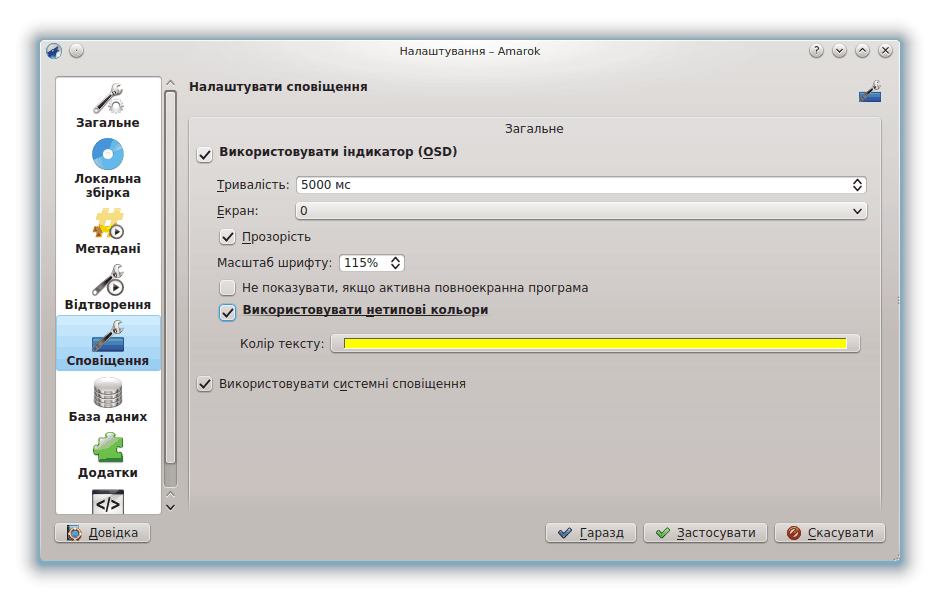 Налаштування – Amarok
Загальне
Локальна
збірка
Метадані
Відтворення
Сповіщення
База даних
Додатки
Налаштувати сповіщення
Загальне
Використовувати індикатор (OSD)
Тривалість: 5000 мс
Екран: 0
Прозорість
Масштаб шрифту: 115%
Не показувати, якщо активна повноекранна програма
Використовувати нетипові кольори
Колір тексту:
Використовувати системні сповіщення
Довідка Гаразд Застосувати Скасувати